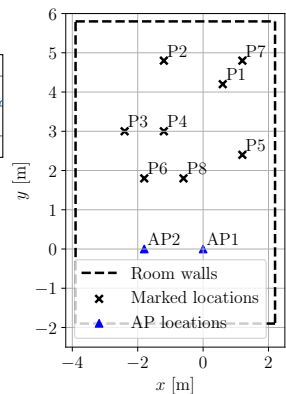 6
5
4
3
2
1
0
−1
−2
y [m]
P2
P7
P1
P3
P4
P5
P6
P8
AP2
AP1
Room walls
Marked locations
AP locations
−4
−2
0
2
x [m]